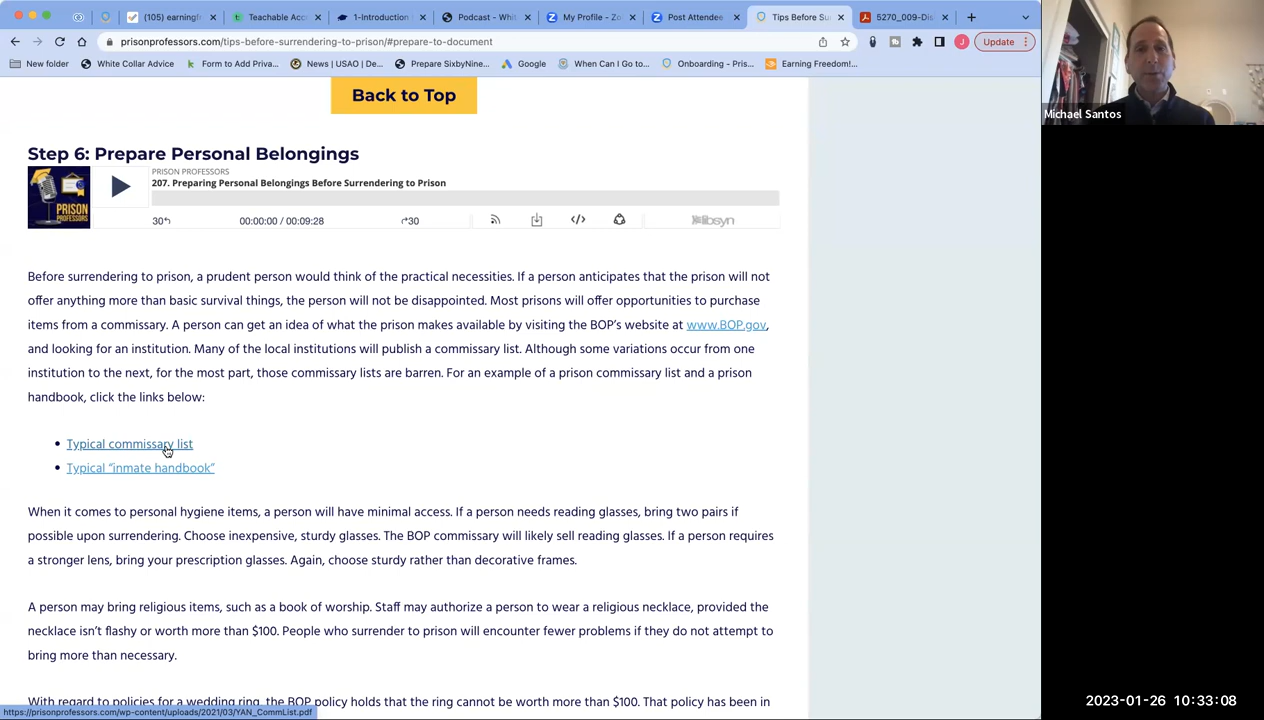 (105) earningfr
Teachable Acc
1-Introduction
Podcast - Whit
My Profile - Zo
Post Attendee
Tips Before Su
5270_009-Dis
prisonprofessors.com/tips-before-surrendering-to-prison/#prepare-to-document
J
Update
New folder
White Collar Advice
Form to Add Priva...
News | USAO | De...
Prepare SixbyNine...
Google
When Can I Go to...
Onboarding - Pris...
Earning Freedom!...
Michael Santos
Back to Top
Step 6: Prepare Personal Belongings
PRISON PROFESSORS
207. Preparing Personal Belongings Before Surrendering to Prison
PRISON
PROFESSORS
30
00:00:00 / 00:09:28
30
libsyn
Before surrendering to prison, a prudent person would think of the practical necessities. If a person anticipates that the prison will not
offer anything more than basic survival things, the person will not be disappointed. Most prisons will offer opportunities to purchase
items from a commissary. A person can get an idea of what the prison makes available by visiting the BOP's website at www.BOP.gov,
and looking for an institution. Many of the local institutions will publish a commissary list. Although some variations occur from one
institution to the next, for the most part, those commissary lists are barren. For an example of a prison commissary list and a prison
handbook, click the links below:
• Typical commissary list
• Typical “inmate handbook”
When it comes to personal hygiene items, a person will have minimal access. If a person needs reading glasses, bring two pairs if
possible upon surrendering. Choose inexpensive, sturdy glasses. The BOP commissary will likely sell reading glasses. If a person requires
a stronger lens, bring your prescription glasses. Again, choose sturdy rather than decorative frames.
A person may bring religious items, such as a book of worship. Staff may authorize a person to wear a religious necklace, provided the
necklace isn't flashy or worth more than $100. People who surrender to prison will encounter fewer problems if they do not attempt to
bring more than necessary.
With regard to policies for a wedding ring, the BOP policy holds that the ring cannot be worth more than $100. That policy has been in
https://prisonprofessors.com/wp-content/uploads/2021/03/YAN_CommList.pdf
2023-01-26 10:33:08